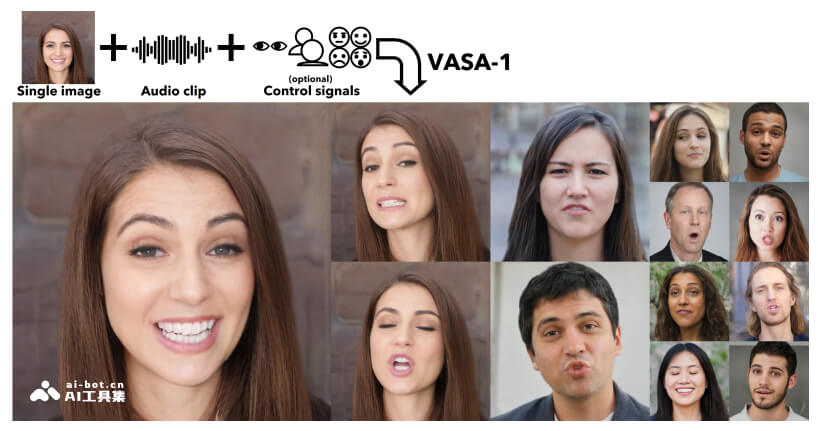 VASA-1
Single image
Audio clip
(optional)
Control signals
ai-bot.cn
AI工具集